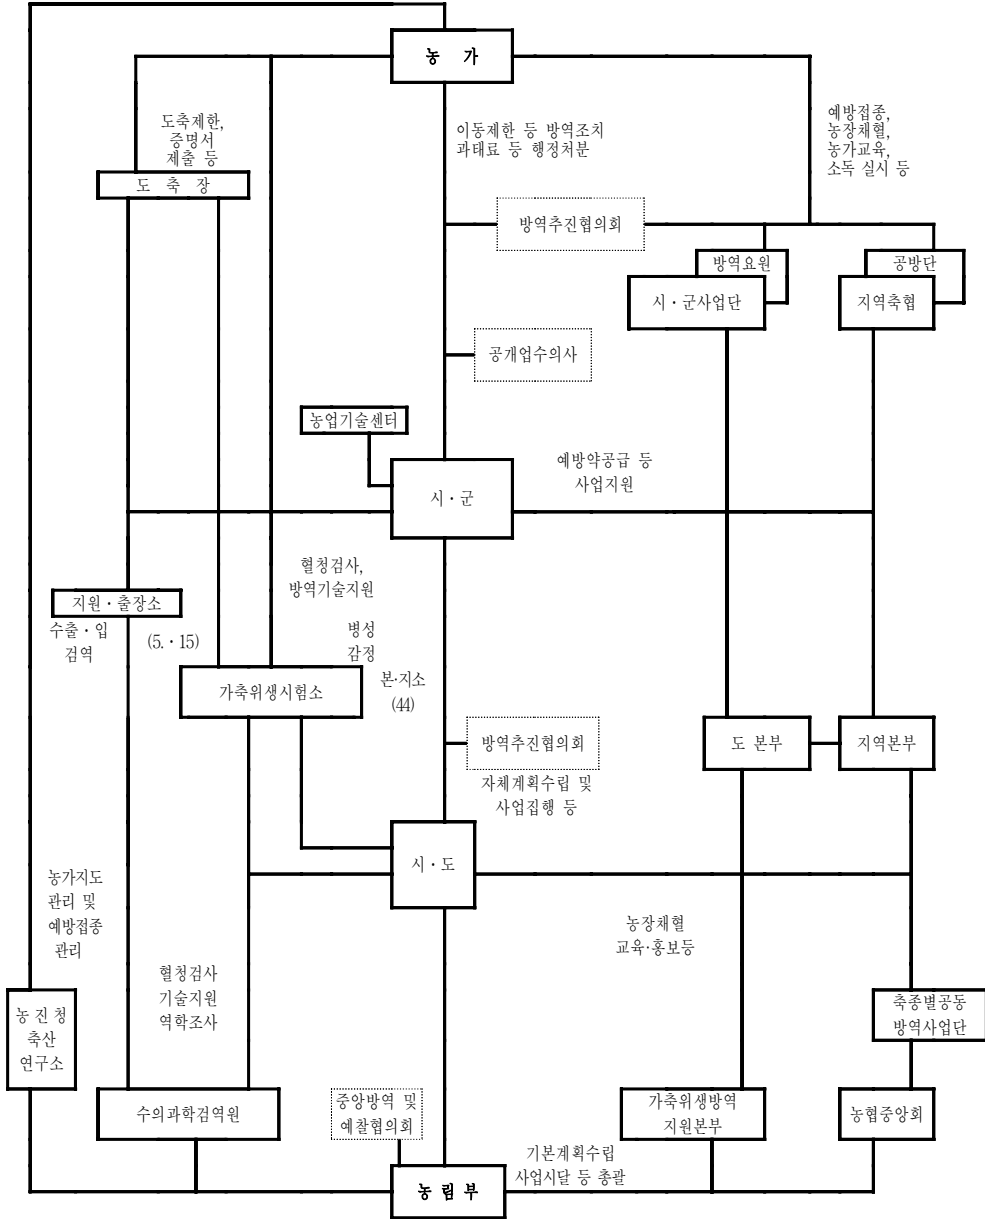 농 가
도축제한,
증명서
제출 등
이동제한 등 방역조치
과태료 등 행정처분
예방접종,
농장채혈,
농가교육,
소독 실시 등
도 축 장
방역추진협의회
방역요원
시・군사업단
공방단
지역축협
공개업수의사
농업기술센터
시・군
예방약공급 등
사업지원
혈청검사,
방역기술지원
지원・출장소
수출・입
검역
(5.・15)
병성
감정
가축위생시험소
본·지소
(44)
방역추진협의회
자체계획수립 및
사업집행 등
도 본부
지역본부
시・도
농가지도
관리 및
예방접종
관리
농장채혈
교육·홍보등
혈청검사
기술지원
역학조사
농 진 청
축산
연구소
축종별공동
방역사업단
수의과학검역원
중앙방역 및
예찰협의회
가축위생방역
지원본부
농협중앙회
기본계획수립
사업시달 등 총괄
농 림 부